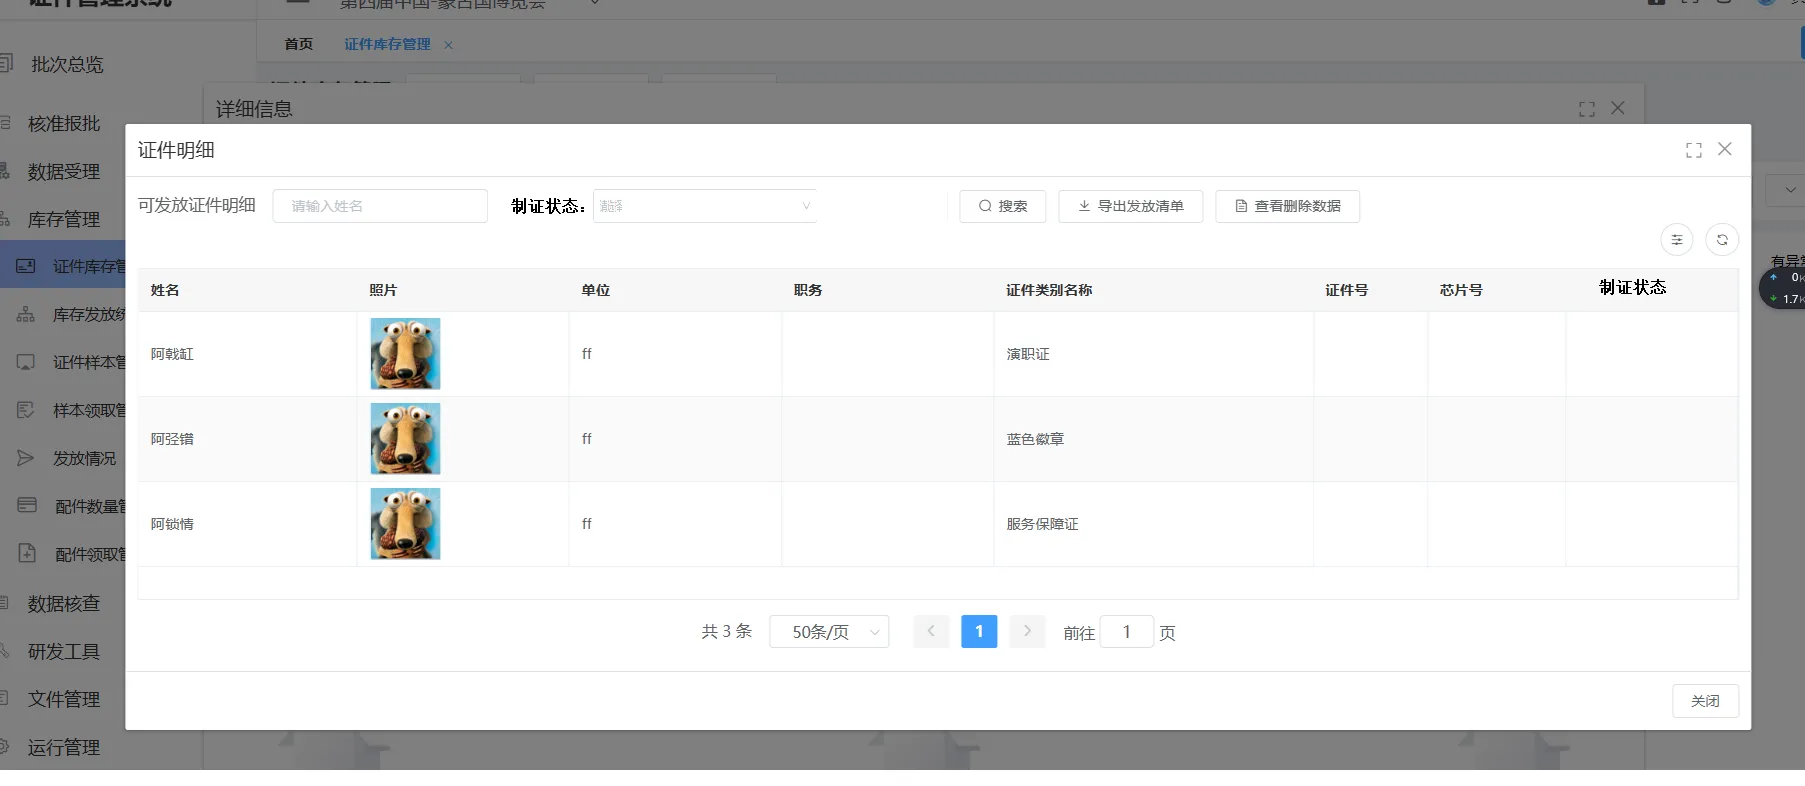 证件管理系统
第四届中国-蒙古国博览会
首页 证件库存管理
批次总览
详细信息
核准报批
数据受理
库存管理
证件库存管
库存发放统
证件样本管
样本领取管
发放情况
配件数量管
配件领取管
数据核查
研发工具
文件管理
运行管理
证件明细
可发放证件明细 请输入姓名 制证状态: 请选择 搜索 导出发放清单 查看删除数据
姓名 照片 单位 职务 证件类别名称 证件号 芯片号 制证状态
阿戟缸 ff 演职证
阿弪镨 ff 蓝色徽章
阿锁情 ff 服务保障证
共 3 条 50条/页 1 前往 1 页
关闭
有异常
0K
1.7K